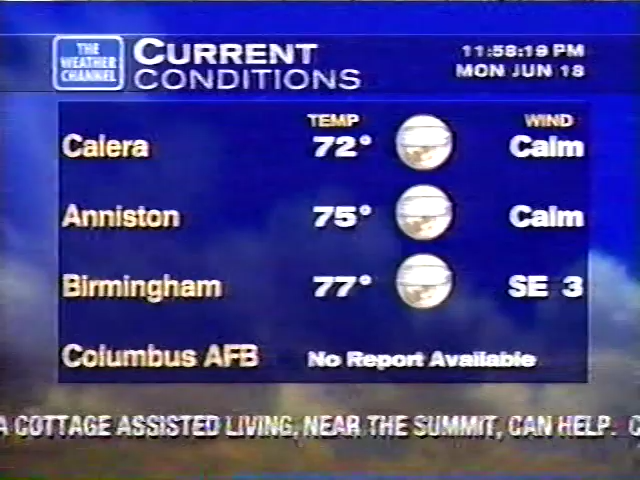 THE WEATHER CHANNEL
CURRENT CONDITIONS
11:58:19 PM
MON JUN 18
TEMP WIND
Calera 72° Calm
Anniston 75° Calm
Birmingham 77° SE 3
Columbus AFB No Report Available
A COTTAGE ASSISTED LIVING, NEAR THE SUMMIT, CAN HELP.